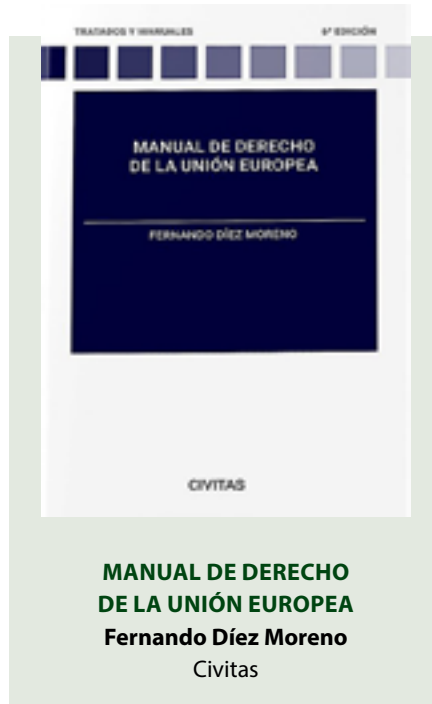 TRATADOS Y MANUALES
6ª EDICIÓN
MANUAL DE DERECHO
DE LA UNIÓN EUROPEA
FERNANDO DÍEZ MORENO
CIVITAS
MANUAL DE DERECHO
DE LA UNIÓN EUROPEA
Fernando Díez Moreno
Civitas